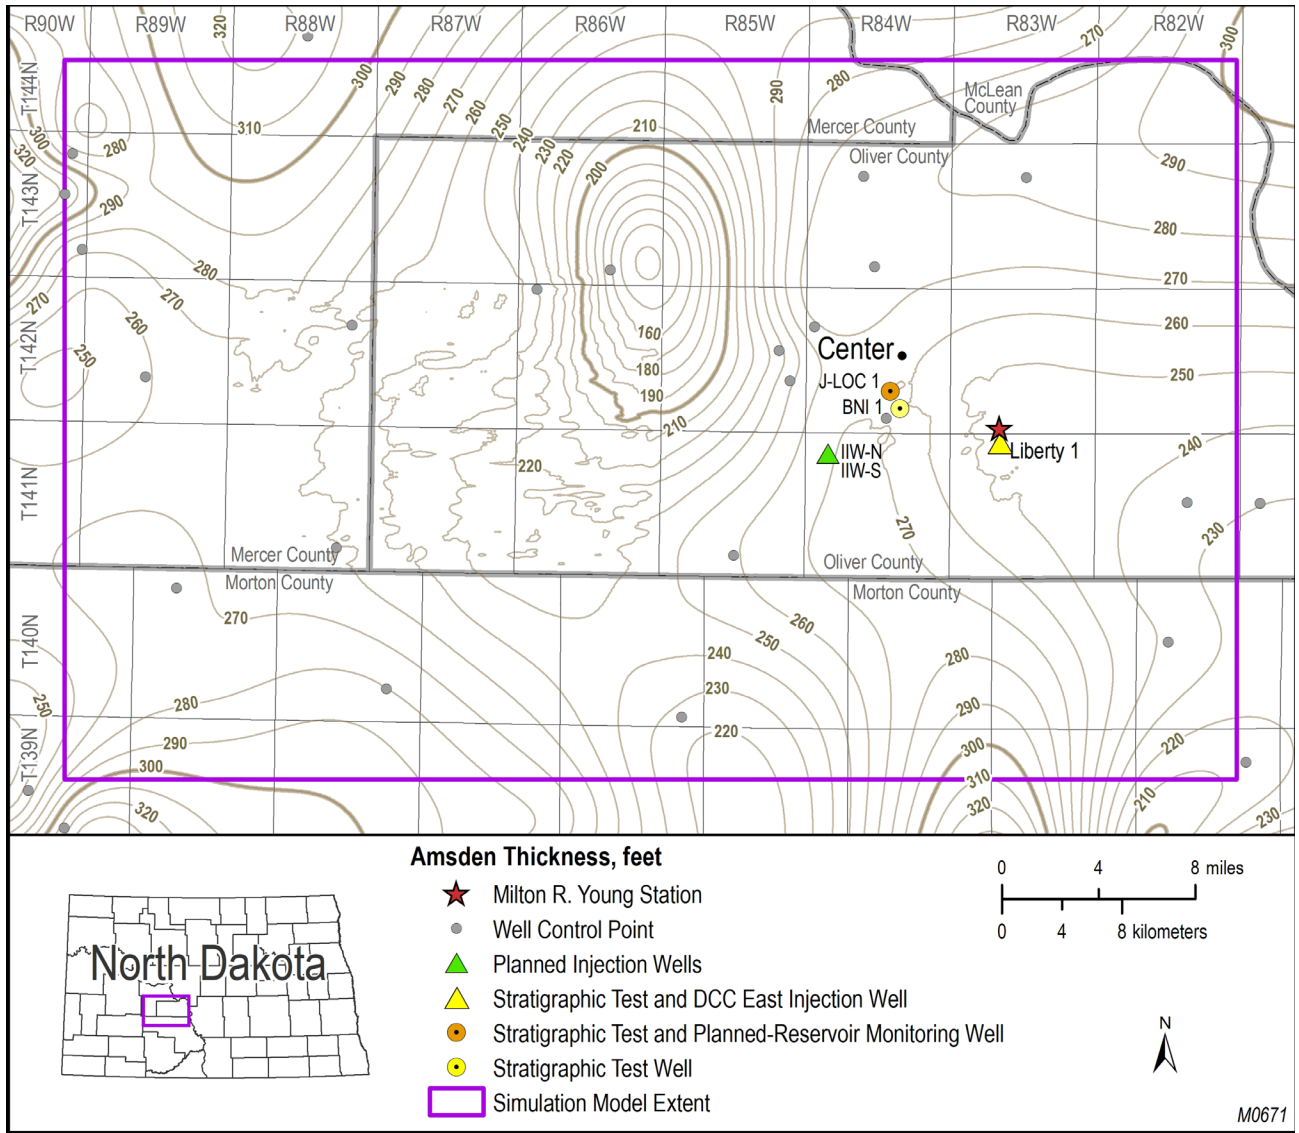 R90W R89W R88W R87W R86W R85W R84W R83W R82W
320
300
290
280
270
260
250
240
230
220
210
200
310
290
280
270
300
McLean
County
Mercer County
Oliver County
T144N
300
320
280
T143N
290
290
280
280
270
270
270
260
260
T142N
250
160
180
190
210
250
Center
J-LOC 1
BNI 1
IIW-N
IIW-S
Liberty 1
240
T141N
220
270
230
Mercer County
Morton County
Oliver County
Morton County
T140N
270
260
250
240
230
220
280
290
300
310
320
250
280
290
300
320
T139N
220
210
230
Amsden Thickness, feet
Milton R. Young Station
Well Control Point
Planned Injection Wells
Stratigraphic Test and DCC East Injection Well
Stratigraphic Test and Planned-Reservoir Monitoring Well
Stratigraphic Test Well
Simulation Model Extent
North Dakota
0 4 8 miles
0 4 8 kilometers
N
M0671